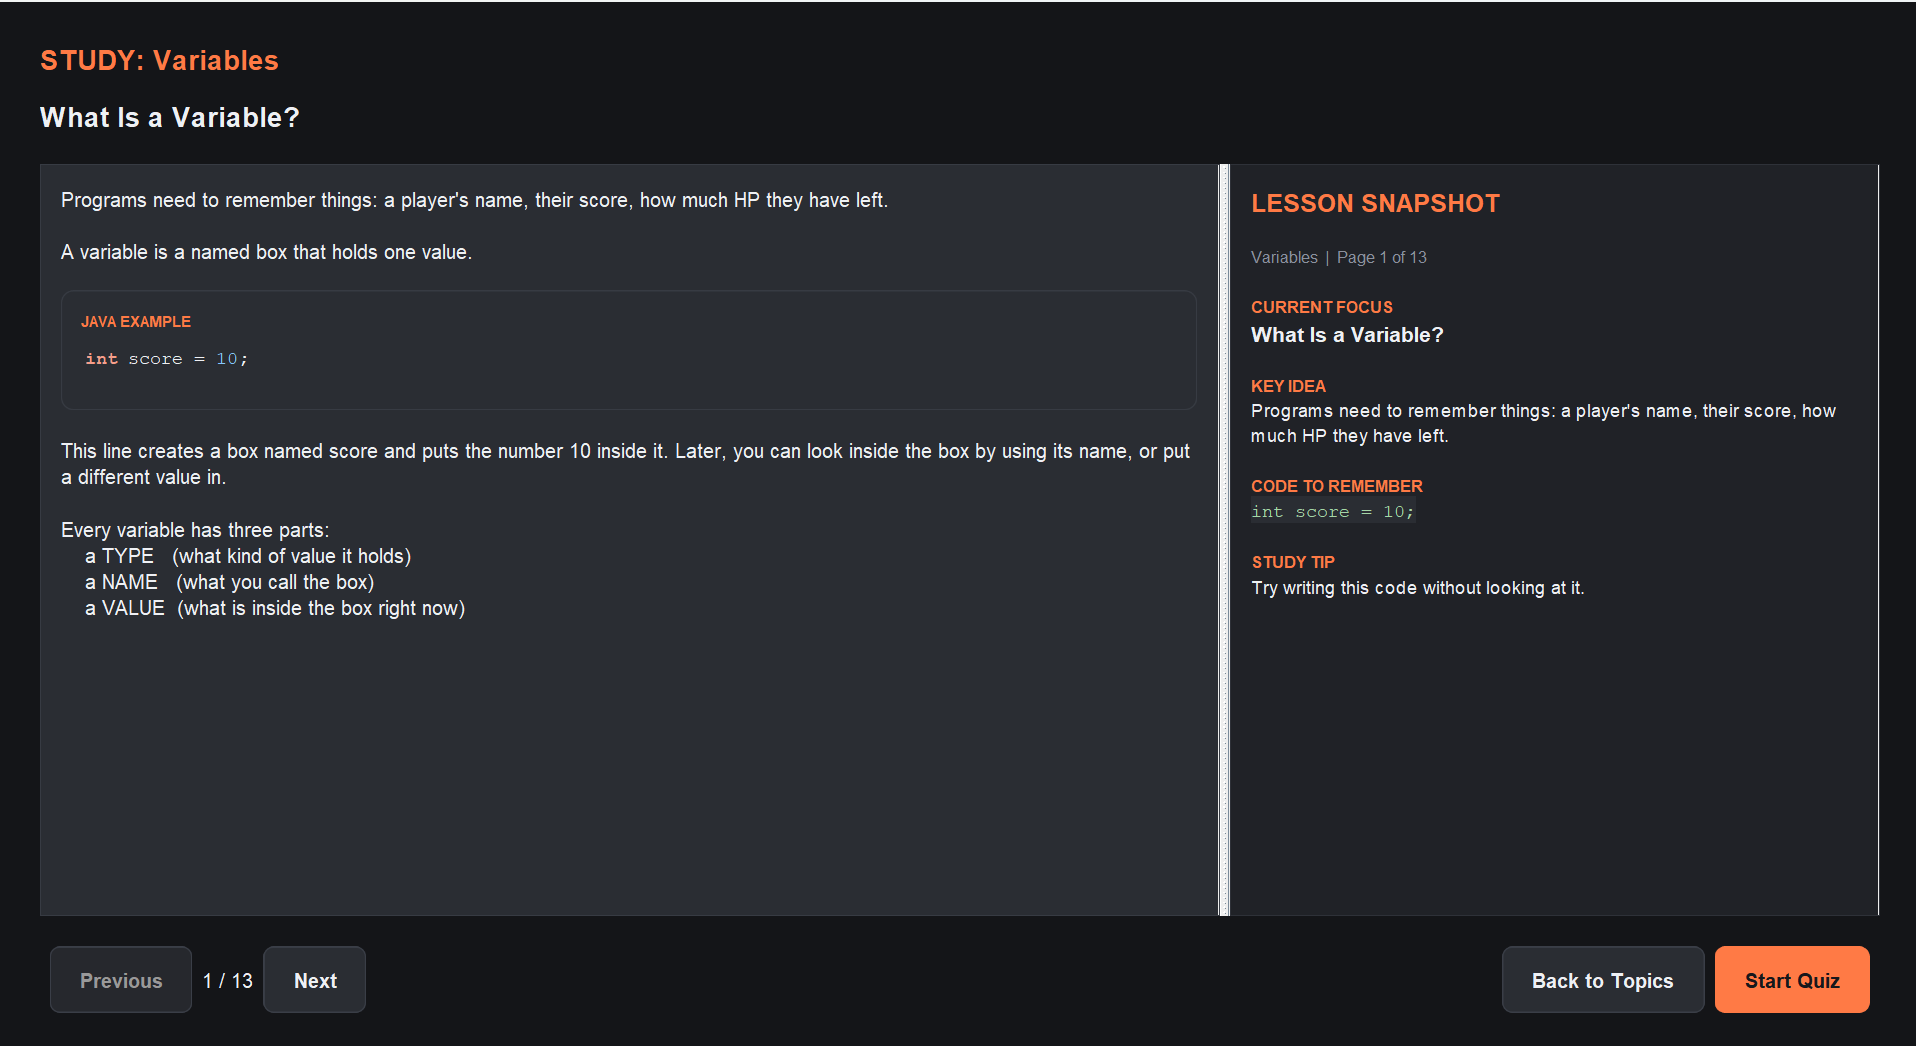 STUDY: Variables
What Is a Variable?
Programs need to remember things: a player's name, their score, how much HP they have left.
A variable is a named box that holds one value.
JAVA EXAMPLE
int score = 10;
This line creates a box named score and puts the number 10 inside it. Later, you can look inside the box by using its name, or put
a different value in.
Every variable has three parts:
a TYPE (what kind of value it holds)
a NAME (what you call the box)
a VALUE (what is inside the box right now)
LESSON SNAPSHOT
Variables | Page 1 of 13
CURRENT FOCUS
What Is a Variable?
KEY IDEA
Programs need to remember things: a player's name, their score, how
much HP they have left.
CODE TO REMEMBER
int score = 10;
STUDY TIP
Try writing this code without looking at it.
Previous 1 / 13 Next Back to Topics Start Quiz